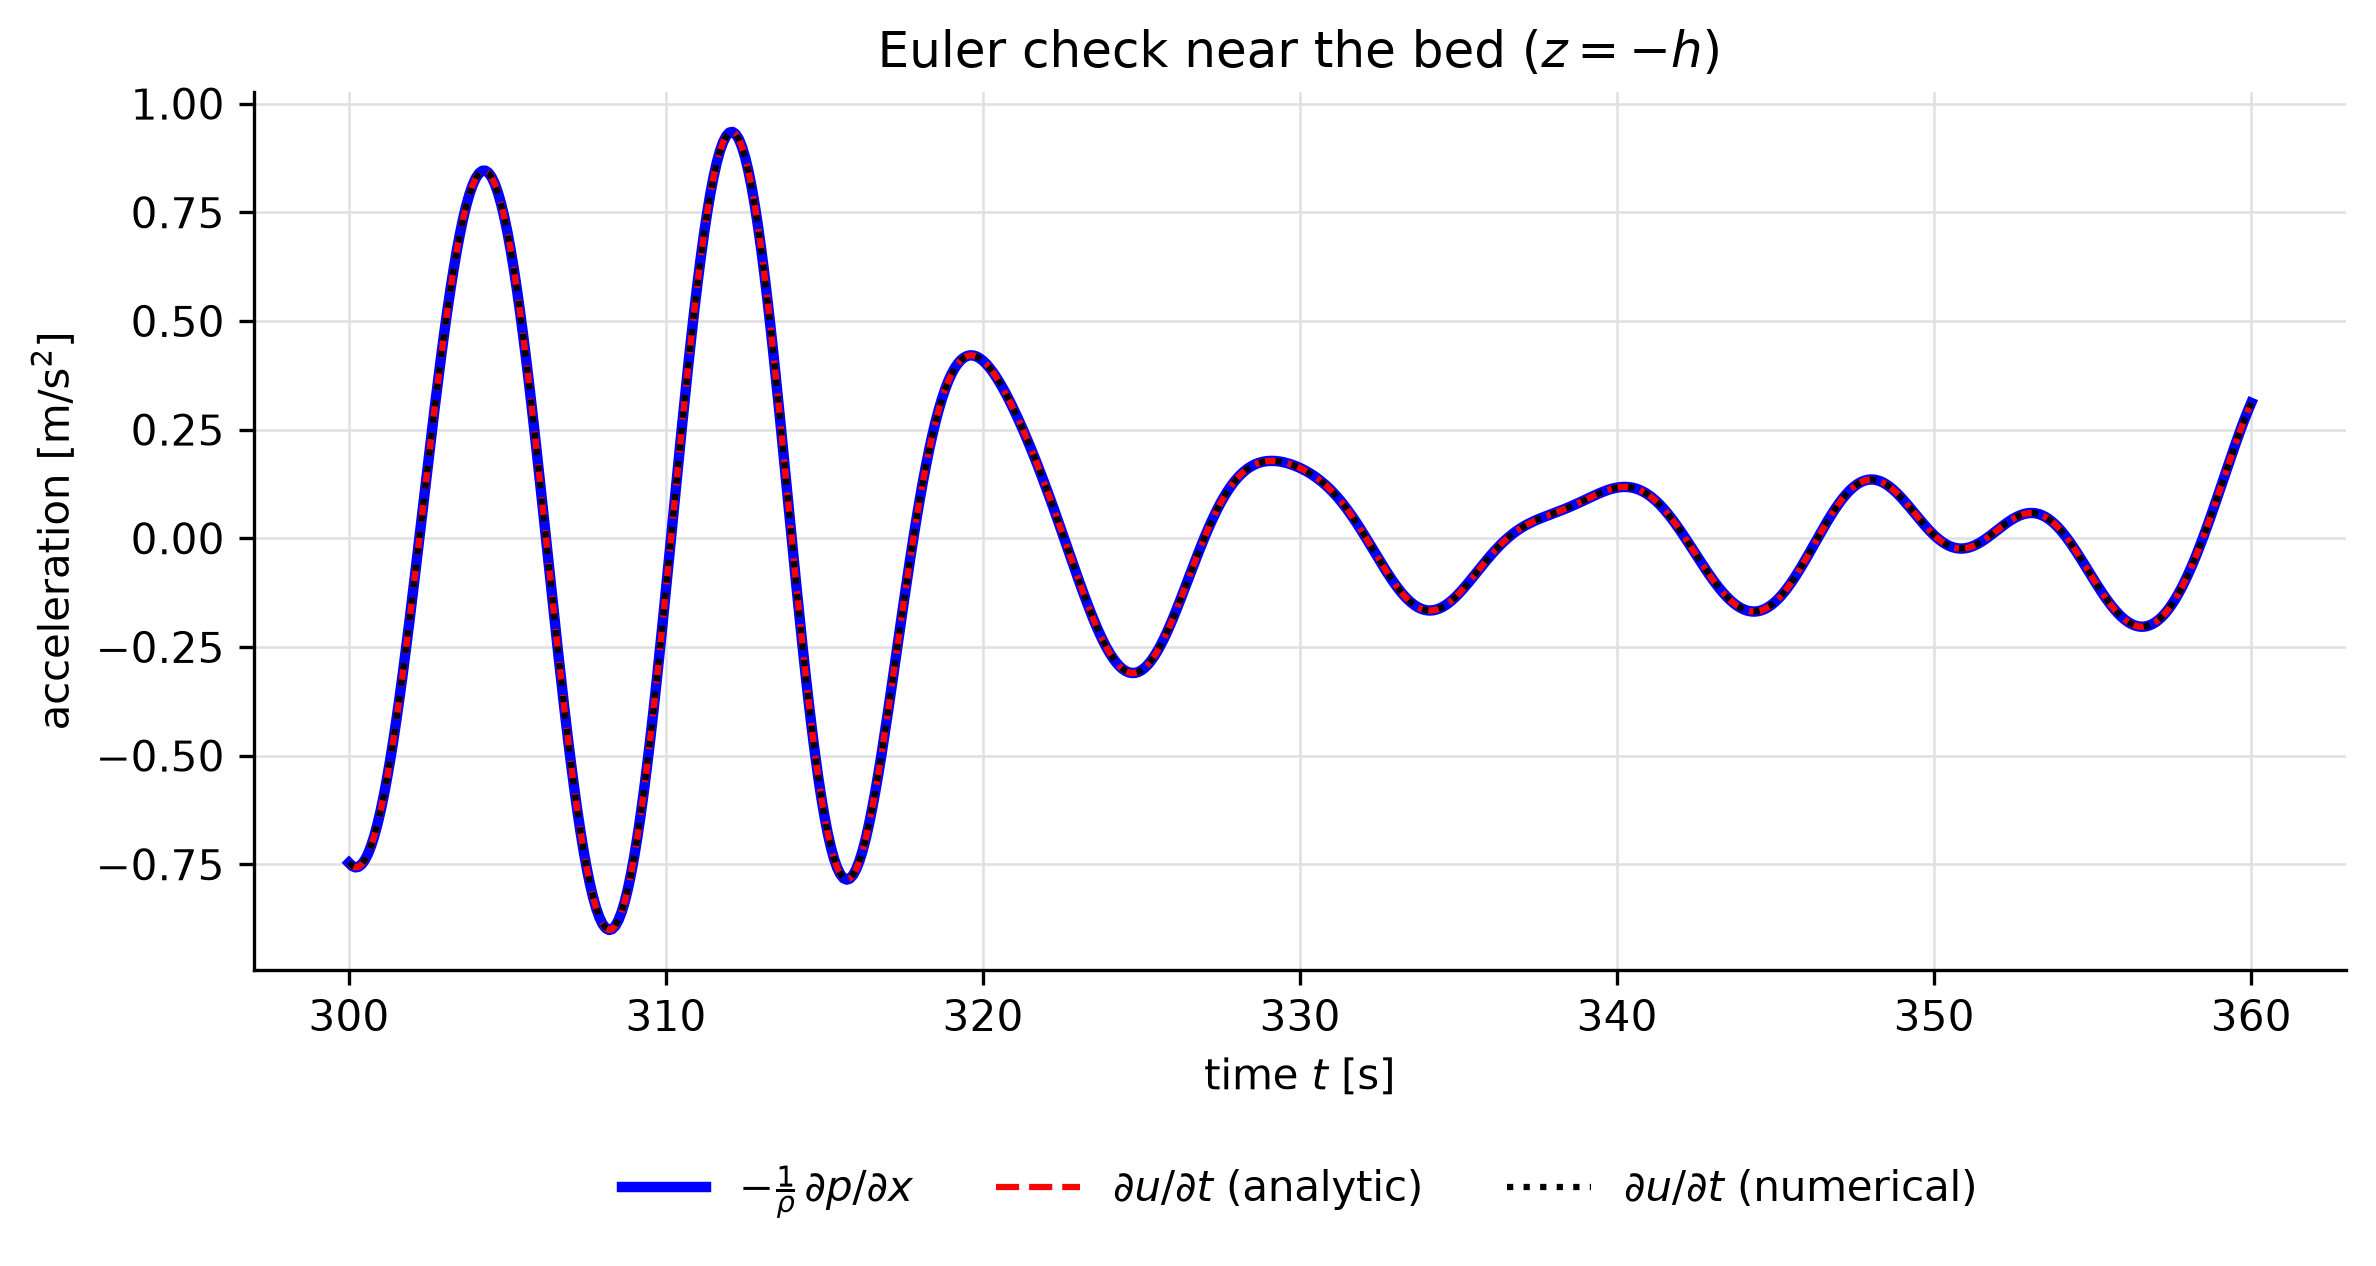 Euler check near the bed (z = −h)
acceleration [m/s²]
1.00
0.75
0.50
0.25
0.00
−0.25
−0.50
−0.75
300 310 320 330 340 350 360
time t [s]
−1/ρ ∂p/∂x ∂u/∂t (analytic) ∂u/∂t (numerical)